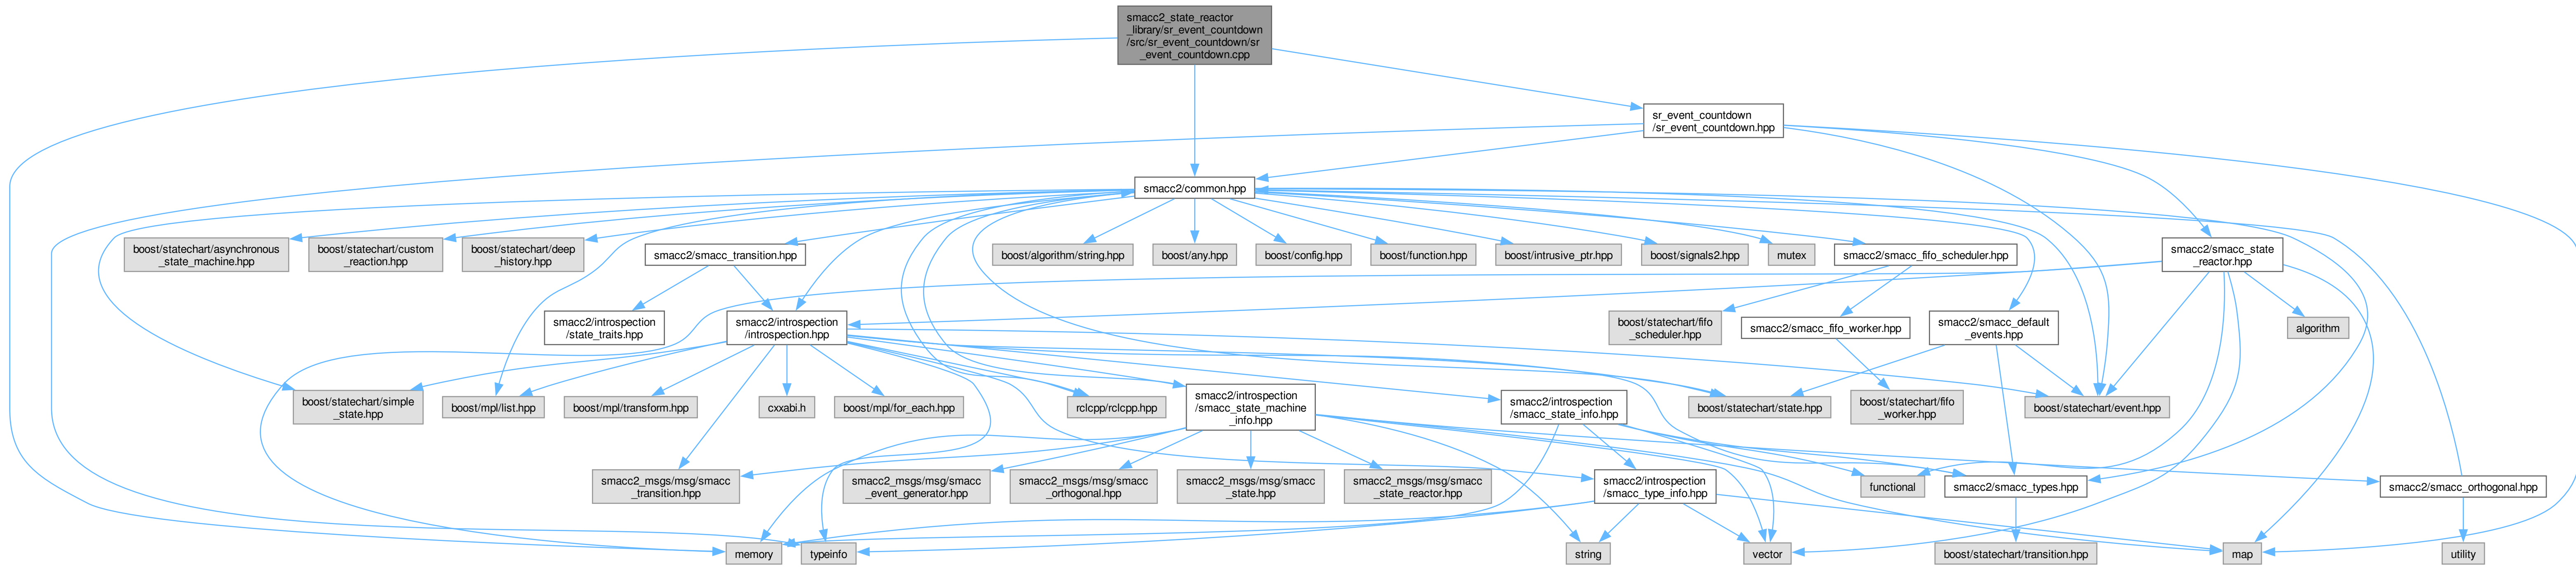 smacc2_state_reactor
_library/sr_event_countdown
/src/sr_event_countdown/sr
_event_countdown.cpp
sr_event_countdown
/sr_event_countdown.hpp
smacc2/common.hpp
boost/statechart/asynchronous
_state_machine.hpp
boost/statechart/custom
_reaction.hpp
boost/statechart/deep
_history.hpp
smacc2/smacc_transition.hpp
boost/algorithm/string.hpp
boost/any.hpp
boost/config.hpp
boost/function.hpp
boost/intrusive_ptr.hpp
boost/signals2.hpp
mutex
smacc2/smacc_fifo_scheduler.hpp
smacc2/smacc_state
_reactor.hpp
smacc2/introspection
/state_traits.hpp
smacc2/introspection
/introspection.hpp
boost/statechart/fifo
_scheduler.hpp
smacc2/smacc_fifo_worker.hpp
smacc2/smacc_default
_events.hpp
algorithm
boost/statechart/simple
_state.hpp
boost/mpl/list.hpp
boost/mpl/transform.hpp
cxxabi.h
boost/mpl/for_each.hpp
rclcpp/rclcpp.hpp
smacc2/introspection
/smacc_state_machine
_info.hpp
smacc2/introspection
/smacc_state_info.hpp
boost/statechart/state.hpp
boost/statechart/fifo
_worker.hpp
boost/statechart/event.hpp
smacc2_msgs/msg/smacc
_transition.hpp
smacc2_msgs/msg/smacc
_event_generator.hpp
smacc2_msgs/msg/smacc
_orthogonal.hpp
smacc2_msgs/msg/smacc
_state.hpp
smacc2_msgs/msg/smacc
_state_reactor.hpp
smacc2/introspection
/smacc_type_info.hpp
functional
smacc2/smacc_types.hpp
smacc2/smacc_orthogonal.hpp
memory
typeinfo
string
vector
boost/statechart/transition.hpp
map
utility